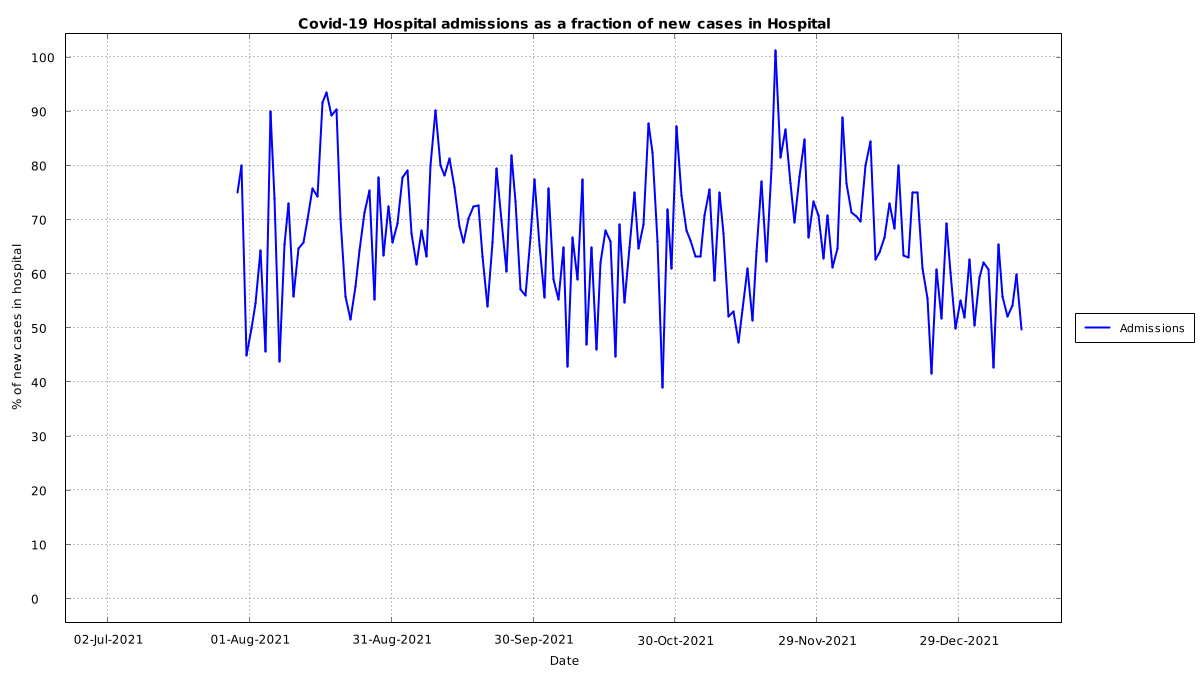 Covid-19 Hospital admissions as a fraction of new cases in Hospital
100
90
80
70
60
50
40
30
20
10
0
% of new cases in hospital
Admissions
02-Jul-2021 01-Aug-2021 31-Aug-2021 30-Sep-2021 30-Oct-2021 29-Nov-2021 29-Dec-2021
Date